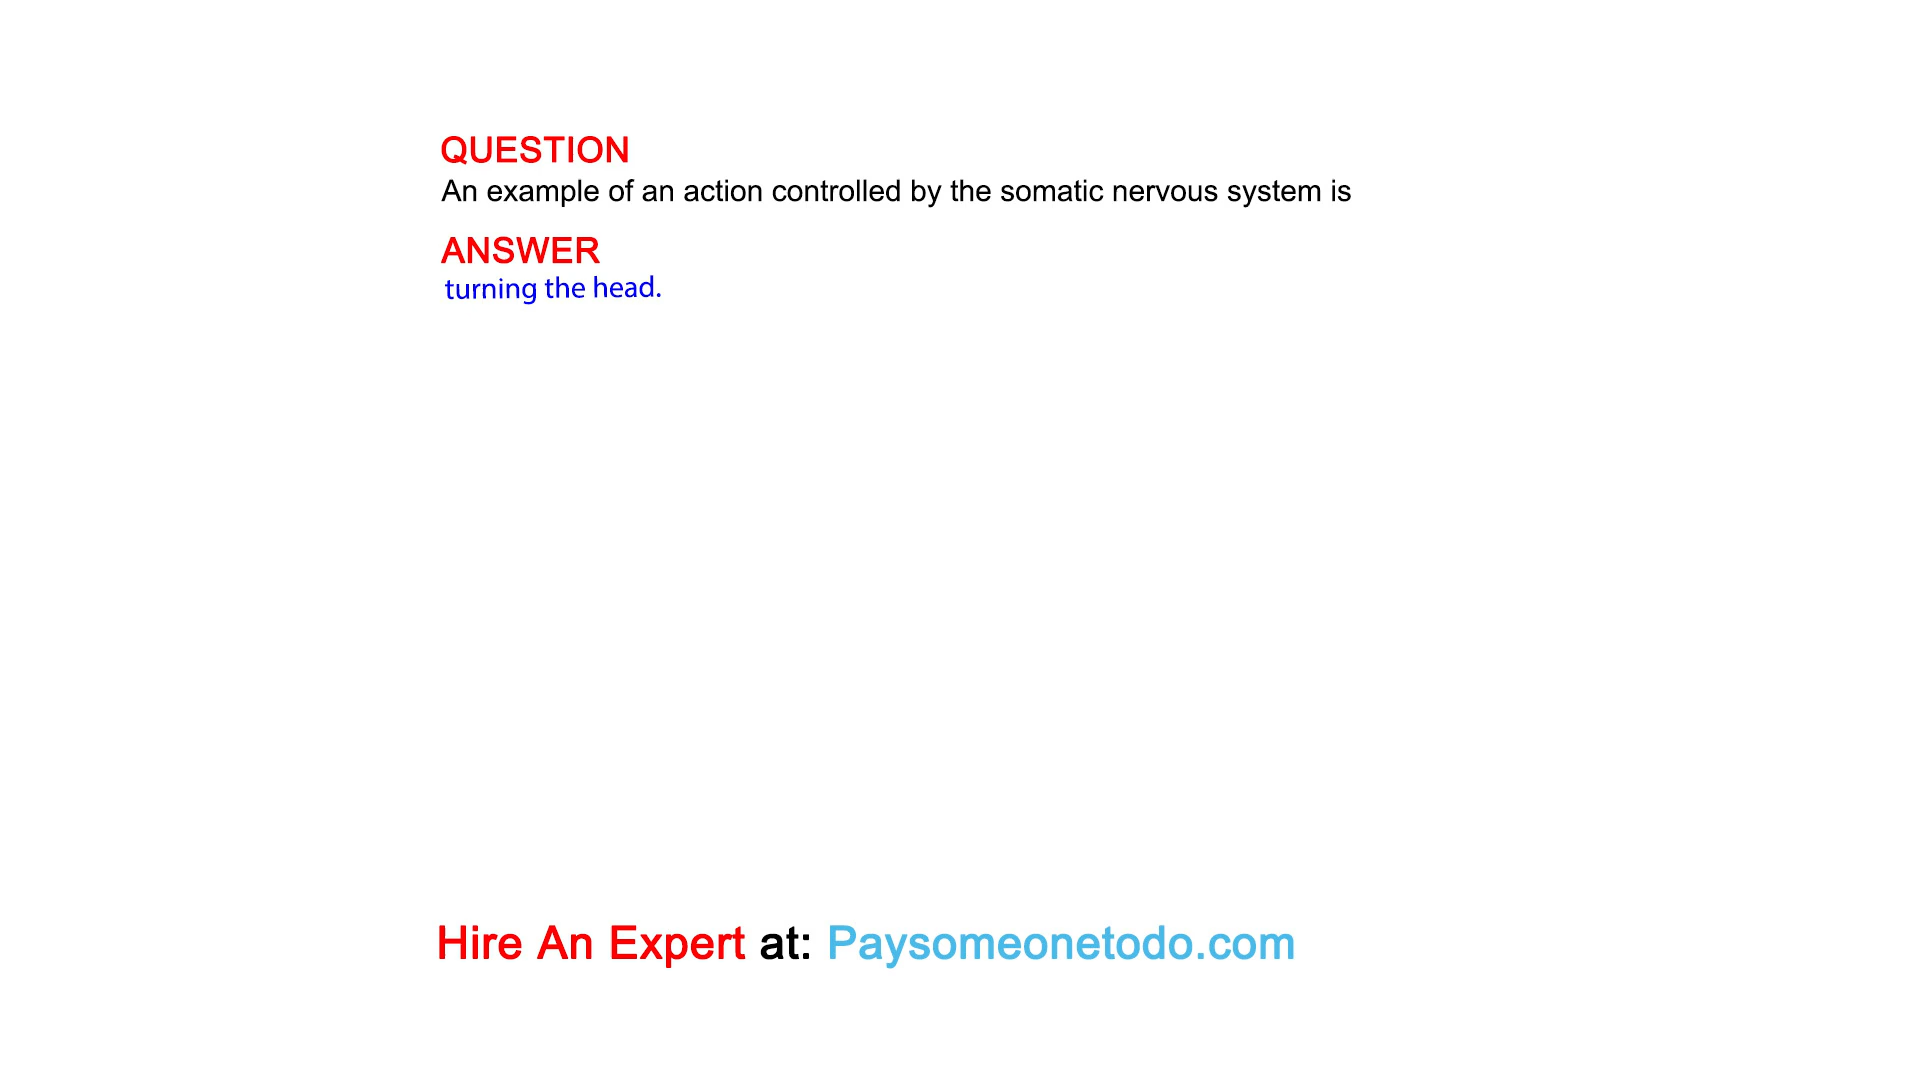 QUESTION
An example of an action controlled by the somatic nervous system is
ANSWER
turning the head.
Hire An Expert at: Paysomeonetodo.com